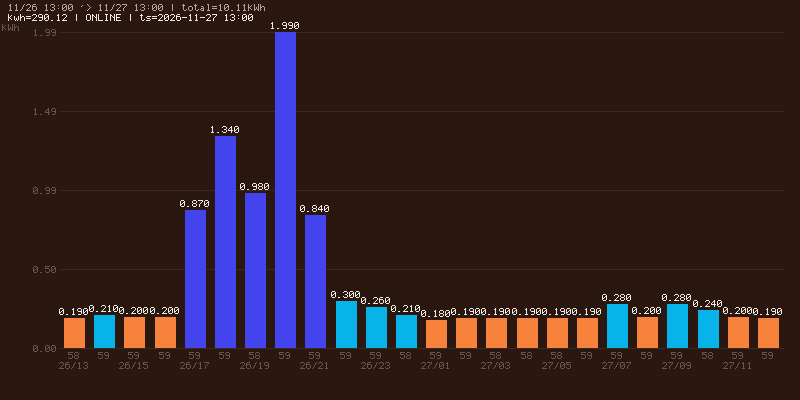 11/26 13:00 -> 11/27 13:00 | total=10.11kWh
Kwh=290.12 | ONLINE | ts=2026-11-27 13:00
kWh
1.99
1.49
0.99
0.50
0.00
0.190 0.210 0.200 0.200 0.870 1.340 0.980 1.990 0.840 0.300 0.260 0.210 0.180 0.190 0.190 0.190 0.190 0.190 0.280 0.200 0.280 0.240 0.200 0.190
58 59 59 59 59 59 58 59 59 59 59 58 59 59 58 59 58 59 59 59 59 58 59 59
26/13 26/15 26/17 26/19 26/21 26/23 27/01 27/03 27/05 27/07 27/09 27/11